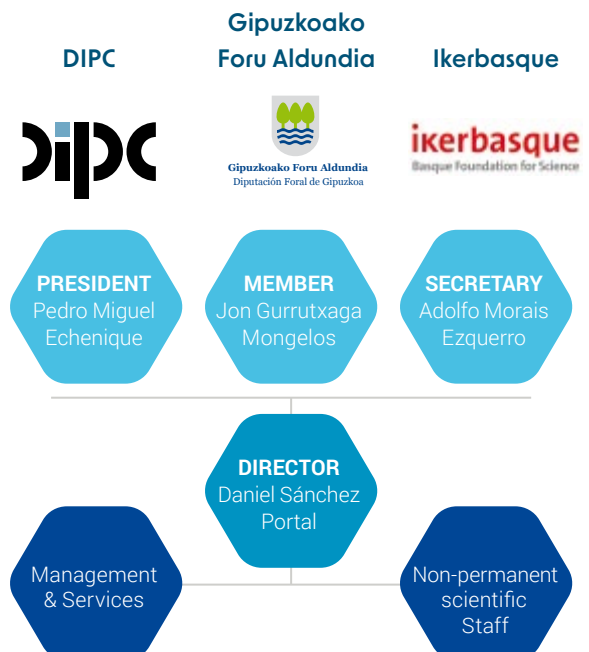 DIPC
Gipuzkoako
Foru Aldundia
Ikerbasque
DIPC
Gipuzkoako Foru Aldundia
Diputación Foral de Gipuzkoa
ikerbasque
Basque Foundation for Science
PRESIDENT
Pedro Miguel
Echenique
MEMBER
Jon Gurrutxaga
Mongelos
SECRETARY
Adolfo Morais
Ezquerro
DIRECTOR
Daniel Sánchez
Portal
Management
& Services
Non-permanent
scientific
Staff